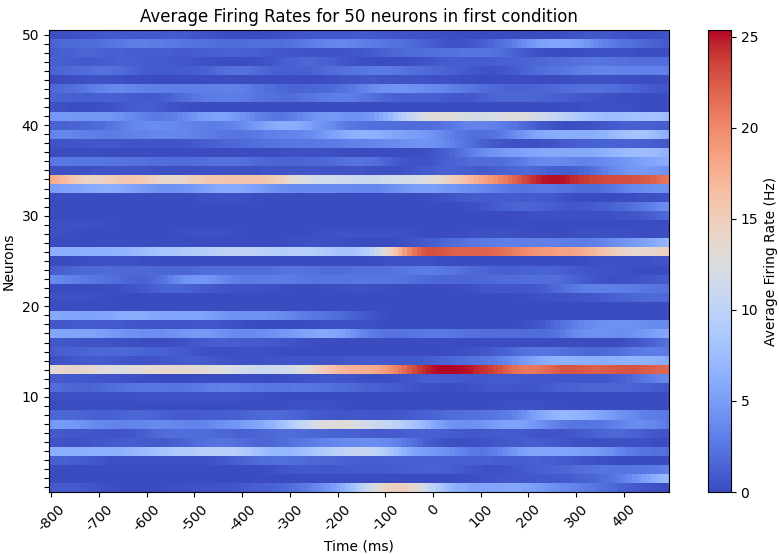 Average Firing Rates for 50 neurons in first condition
50
40
30
20
10
Neurons
-800 -700 -600 -500 -400 -300 -200 -100 0 100 200 300 400
Time (ms)
25
20
15
10
5
0
Average Firing Rate (Hz)